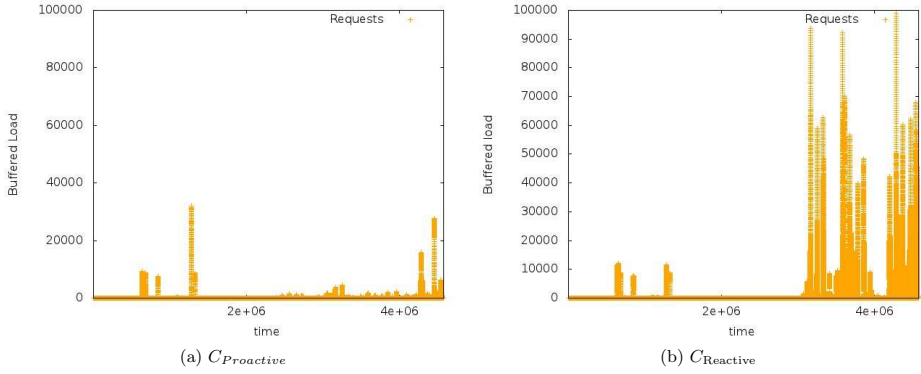 Requests
100000
80000
60000
40000
20000
0
2e+06
4e+06
Buffered Load
time
(a) C_Proactive
Requests
100000
90000
80000
70000
60000
50000
40000
30000
20000
10000
0
2e+06
4e+06
Buffered load
time
(b) C_Reactive